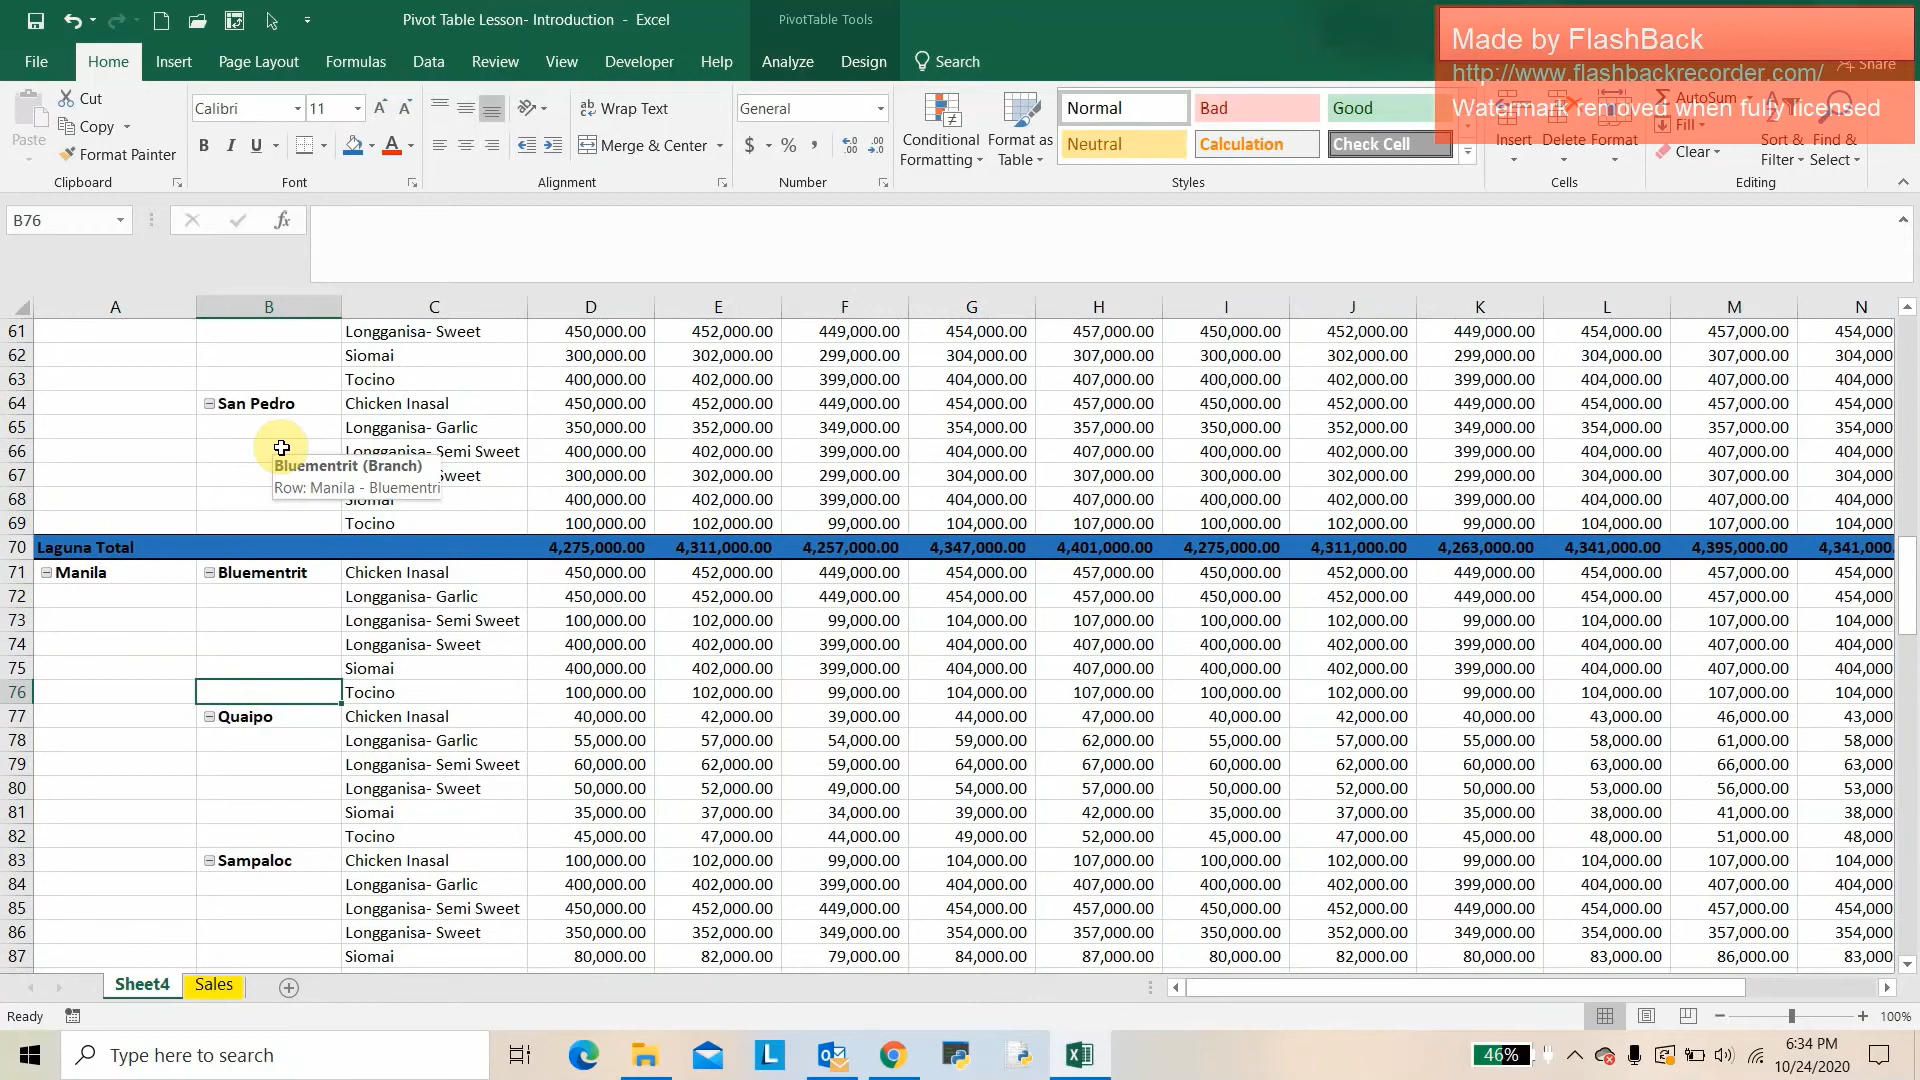 Pivot Table Lesson- Introduction - Excel
PivotTable Tools
File Home Insert Page Layout Formulas Data Review View Developer Help Analyze Design Search
Share
Made by FlashBack
http://www.flashbackrecorder.com/
Watermark removed when fully licensed
Paste
Cut
Copy
Format Painter
Clipboard
Calibri 11
B I U
Font
Wrap Text
Merge & Center
Alignment
General
$ % ,
Number
Conditional Formatting
Format as Table
Normal Bad Good
Neutral Calculation Check Cell
Styles
Insert Delete Format
Cells
AutoSum
Fill
Clear
Sort & Filter
Find & Select
Editing
B76
fx
A B C D E F G H I J K L M N
61 Longganisa- Sweet 450,000.00 452,000.00 449,000.00 454,000.00 457,000.00 450,000.00 452,000.00 449,000.00 454,000.00 457,000.00 454,000
62 Siomai 300,000.00 302,000.00 299,000.00 304,000.00 307,000.00 300,000.00 302,000.00 299,000.00 304,000.00 307,000.00 304,000
63 Tocino 400,000.00 402,000.00 399,000.00 404,000.00 407,000.00 400,000.00 402,000.00 399,000.00 404,000.00 407,000.00 404,000
64 San Pedro Chicken Inasal 450,000.00 452,000.00 449,000.00 454,000.00 457,000.00 450,000.00 452,000.00 449,000.00 454,000.00 457,000.00 454,000
65 Longganisa- Garlic 350,000.00 352,000.00 349,000.00 354,000.00 357,000.00 350,000.00 352,000.00 349,000.00 354,000.00 357,000.00 354,000
66 Longganisa- Semi Sweet 400,000.00 402,000.00 399,000.00 404,000.00 407,000.00 400,000.00 402,000.00 399,000.00 404,000.00 407,000.00 404,000
Bluementrit (Branch)
67 Sweet 300,000.00 302,000.00 299,000.00 304,000.00 307,000.00 300,000.00 302,000.00 299,000.00 304,000.00 307,000.00 304,000
Row: Manila - Bluementri
68 Siomai 400,000.00 402,000.00 399,000.00 404,000.00 407,000.00 400,000.00 402,000.00 399,000.00 404,000.00 407,000.00 404,000
69 Tocino 100,000.00 102,000.00 99,000.00 104,000.00 107,000.00 100,000.00 102,000.00 99,000.00 104,000.00 107,000.00 104,000
70 Laguna Total 4,275,000.00 4,311,000.00 4,257,000.00 4,347,000.00 4,401,000.00 4,275,000.00 4,311,000.00 4,263,000.00 4,341,000.00 4,395,000.00 4,341,000.
71 Manila Bluementrit Chicken Inasal 450,000.00 452,000.00 449,000.00 454,000.00 457,000.00 450,000.00 452,000.00 449,000.00 454,000.00 457,000.00 454,000
72 Longganisa- Garlic 450,000.00 452,000.00 449,000.00 454,000.00 457,000.00 450,000.00 452,000.00 449,000.00 454,000.00 457,000.00 454,000
73 Longganisa- Semi Sweet 100,000.00 102,000.00 99,000.00 104,000.00 107,000.00 100,000.00 102,000.00 99,000.00 104,000.00 107,000.00 104,000
74 Longganisa- Sweet 400,000.00 402,000.00 399,000.00 404,000.00 407,000.00 400,000.00 402,000.00 399,000.00 404,000.00 407,000.00 404,000
75 Siomai 400,000.00 402,000.00 399,000.00 404,000.00 407,000.00 400,000.00 402,000.00 399,000.00 404,000.00 407,000.00 404,000
76 Tocino 100,000.00 102,000.00 99,000.00 104,000.00 107,000.00 100,000.00 102,000.00 99,000.00 104,000.00 107,000.00 104,000
77 Quaipo Chicken Inasal 40,000.00 42,000.00 39,000.00 44,000.00 47,000.00 40,000.00 42,000.00 40,000.00 43,000.00 46,000.00 43,000
78 Longganisa- Garlic 55,000.00 57,000.00 54,000.00 59,000.00 62,000.00 55,000.00 57,000.00 55,000.00 58,000.00 61,000.00 58,000
79 Longganisa- Semi Sweet 60,000.00 62,000.00 59,000.00 64,000.00 67,000.00 60,000.00 62,000.00 60,000.00 63,000.00 66,000.00 63,000
80 Longganisa- Sweet 50,000.00 52,000.00 49,000.00 54,000.00 57,000.00 50,000.00 52,000.00 50,000.00 53,000.00 56,000.00 53,000
81 Siomai 35,000.00 37,000.00 34,000.00 39,000.00 42,000.00 35,000.00 37,000.00 35,000.00 38,000.00 41,000.00 38,000
82 Tocino 45,000.00 47,000.00 44,000.00 49,000.00 52,000.00 45,000.00 47,000.00 45,000.00 48,000.00 51,000.00 48,000
83 Sampaloc Chicken Inasal 100,000.00 102,000.00 99,000.00 104,000.00 107,000.00 100,000.00 102,000.00 99,000.00 104,000.00 107,000.00 104,000
84 Longganisa- Garlic 400,000.00 402,000.00 399,000.00 404,000.00 407,000.00 400,000.00 402,000.00 399,000.00 404,000.00 407,000.00 404,000
85 Longganisa- Semi Sweet 450,000.00 452,000.00 449,000.00 454,000.00 457,000.00 450,000.00 452,000.00 449,000.00 454,000.00 457,000.00 454,000
86 Longganisa- Sweet 350,000.00 352,000.00 349,000.00 354,000.00 357,000.00 350,000.00 352,000.00 349,000.00 354,000.00 357,000.00 354,000
87 Siomai 80,000.00 82,000.00 79,000.00 84,000.00 87,000.00 80,000.00 82,000.00 80,000.00 83,000.00 86,000.00 83,000
Sheet4 Sales
Ready
100%
Type here to search
46%
6:34 PM
10/24/2020